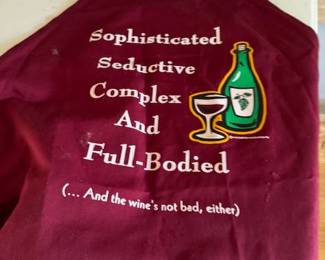 Sophisticated
Seductive
Complex
And
Full-Bodied
(... And the wine's not bad, either)